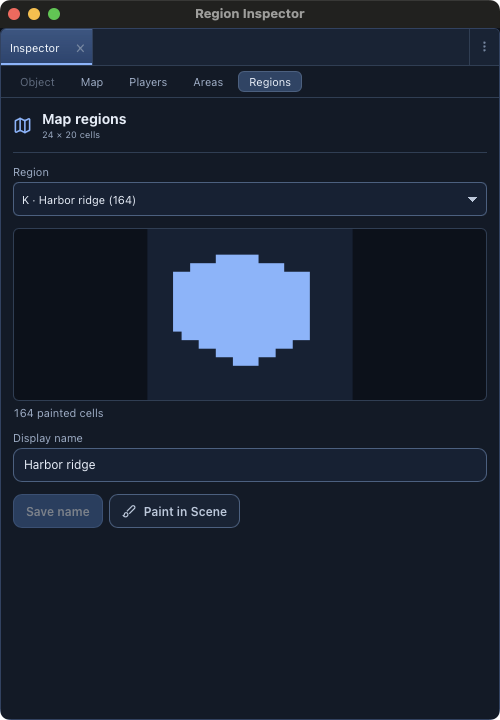 Region Inspector
Inspector
Object Map Players Areas Regions
Map regions
24 × 20 cells
Region
K · Harbor ridge (164)
164 painted cells
Display name
Harbor ridge
Save name Paint in Scene